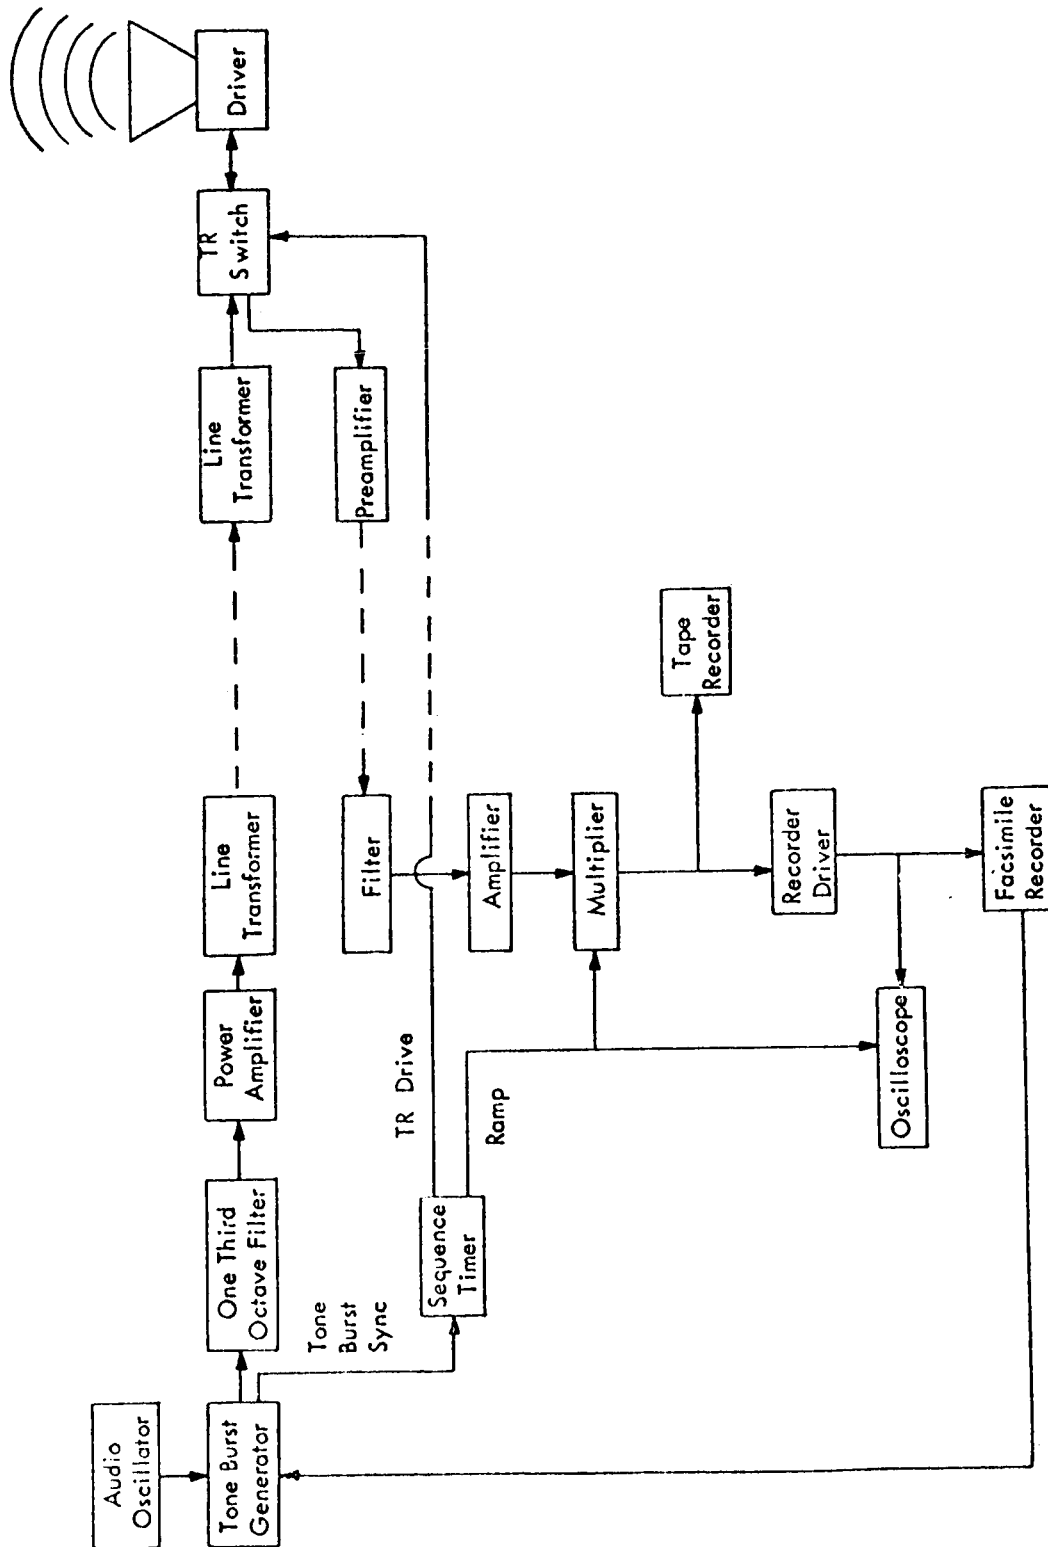 Audio
Oscillator
Tone Burst
Generator
One Third
Octave Filter
Power
Amplifier
Line
Transformer
Line
Transformer
TR
Switch
Driver
Tone
Burst
Sync
Filter
Preamplifier
Sequence
Timer
TR Drive
Ramp
Amplifier
Multiplier
Tape
Recorder
Recorder
Driver
Oscilloscope
Facsimile
Recorder